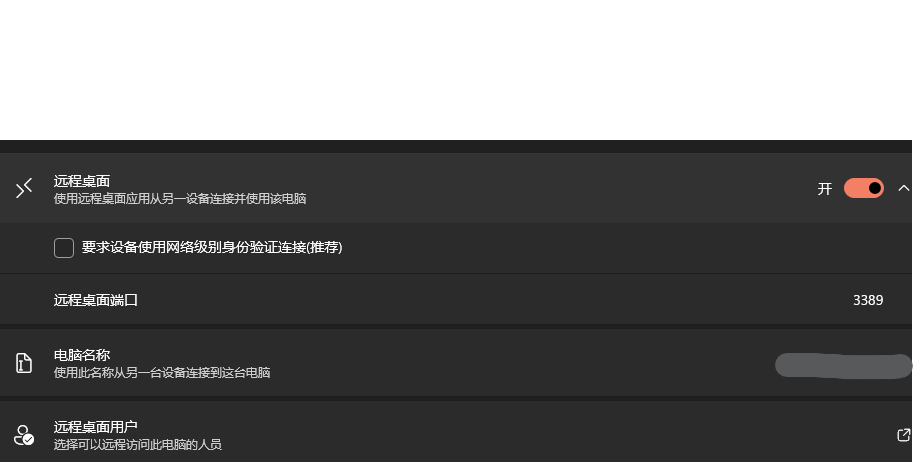 远程桌面
使用远程桌面应用从另一设备连接并使用该电脑
开
要求设备使用网络级别身份验证连接(推荐)
远程桌面端口
3389
电脑名称
使用此名称从另一台设备连接到这台电脑
远程桌面用户
选择可以远程访问此电脑的人员